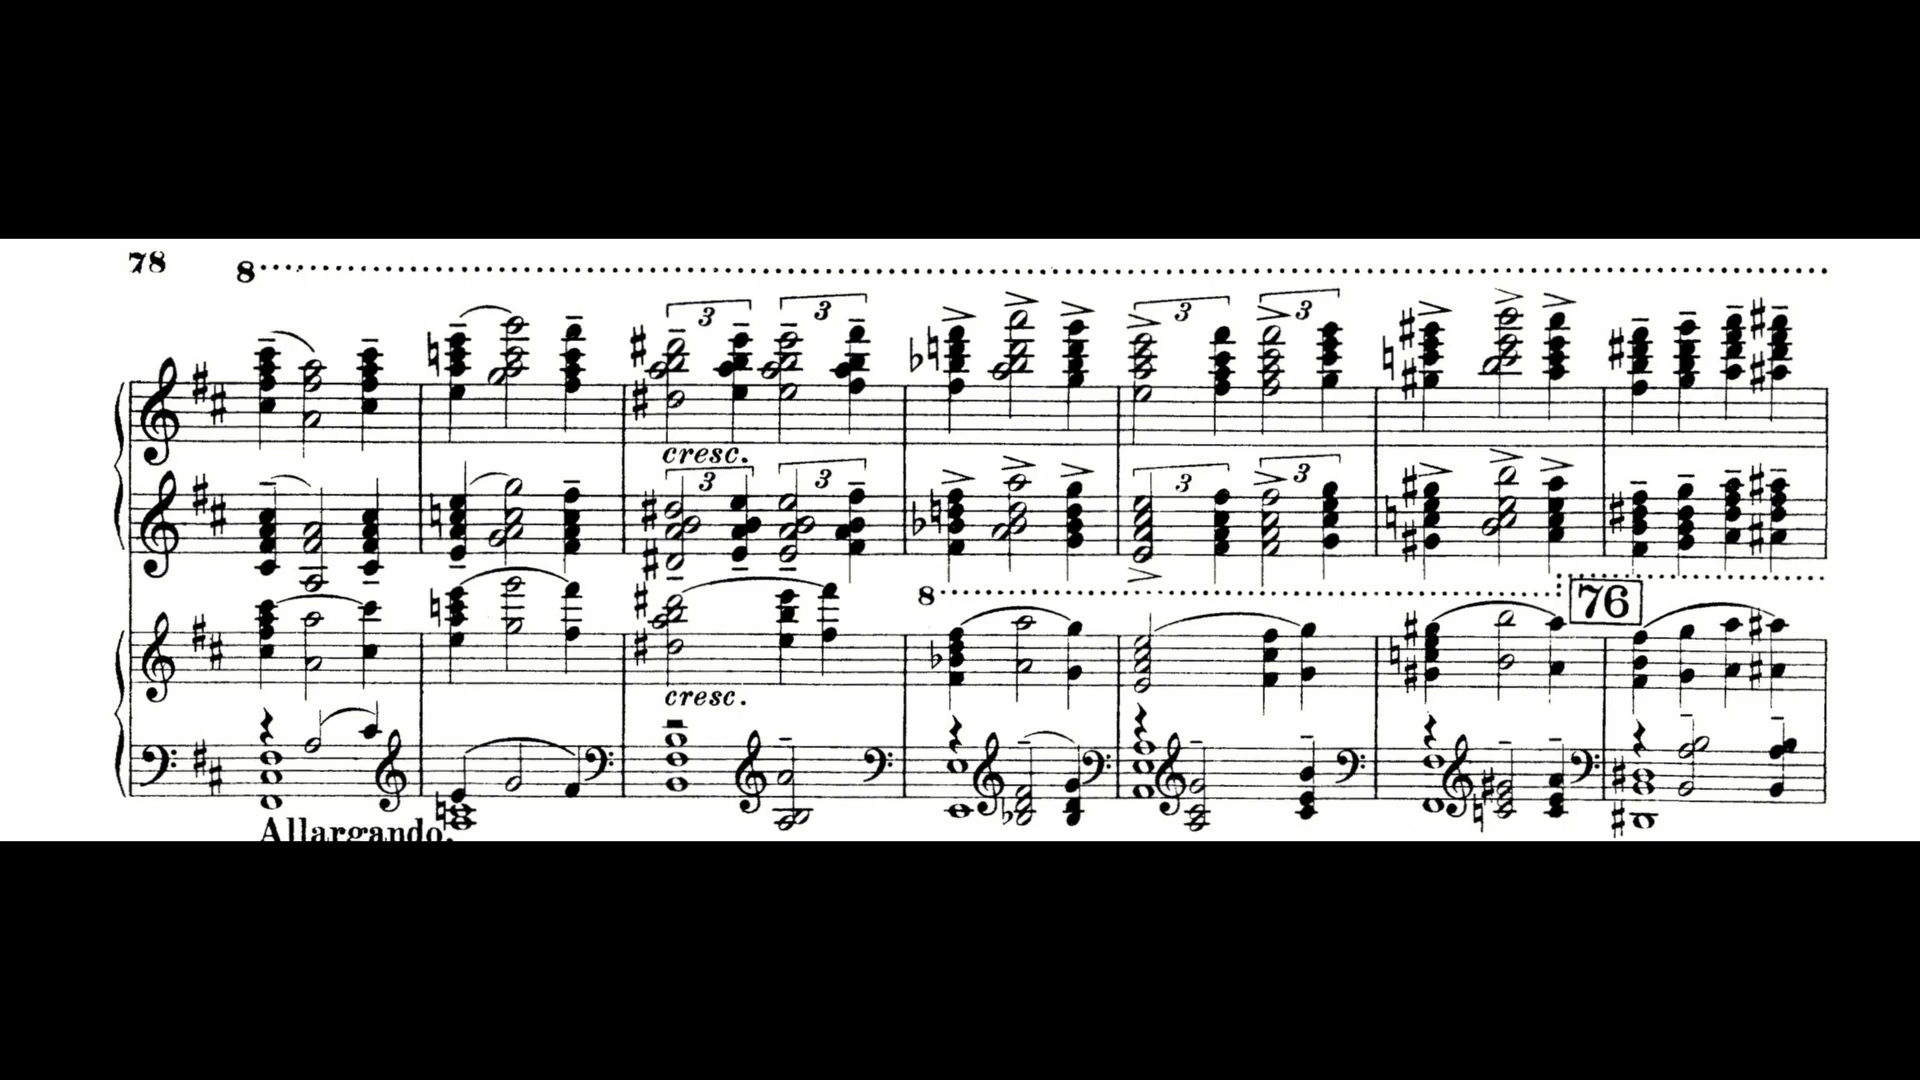 78
8
3 3 3 3
cresc.
3 3 3 3
8
76
cresc.
Allargando.